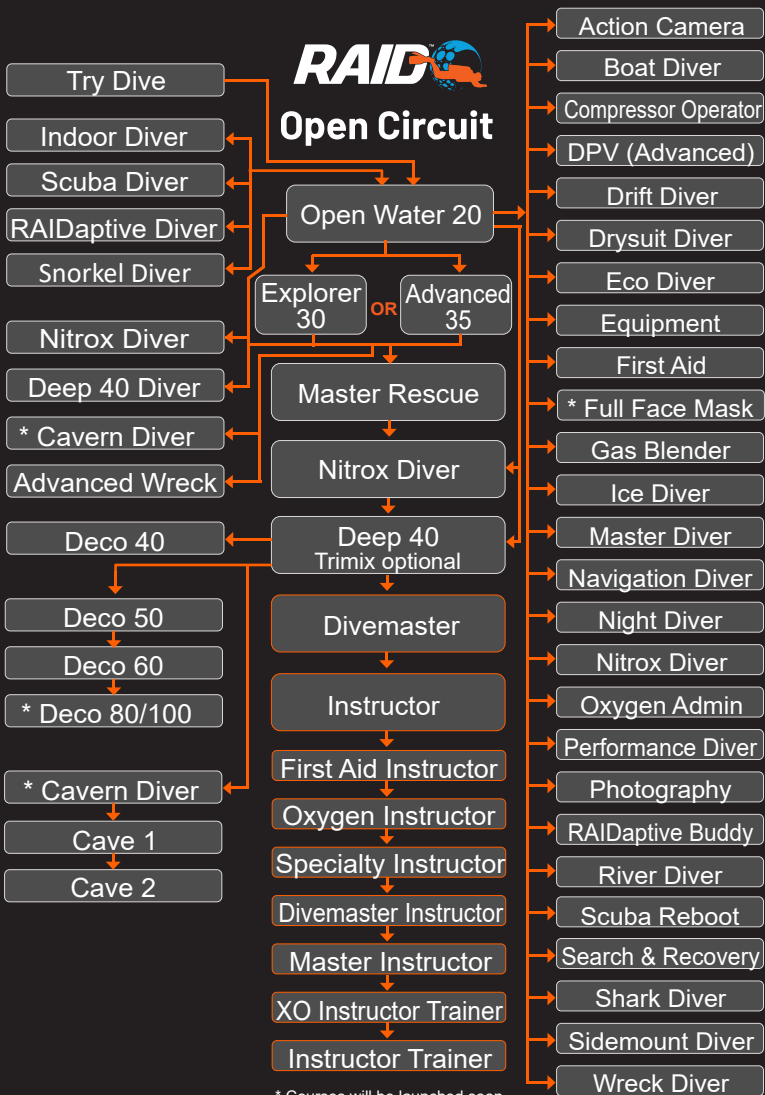 RAID™
Open Circuit
Try Dive
Indoor Diver
Scuba Diver
RAIDaptive Diver
Snorkel Diver
Nitrox Diver
Deep 40 Diver
* Cavern Diver
Advanced Wreck
Deco 40
Deco 50
Deco 60
* Deco 80/100
* Cavern Diver
Cave 1
Cave 2
Open Water 20
Explorer
30
OR
Advanced
35
Master Rescue
Nitrox Diver
Deep 40
Trimix optional
Divemaster
Instructor
First Aid Instructor
Oxygen Instructor
Specialty Instructor
Divemaster Instructor
Master Instructor
XO Instructor Trainer
Instructor Trainer
* Courses will be launched soon
Action Camera
Boat Diver
Compressor Operator
DPV (Advanced)
Drift Diver
Drysuit Diver
Eco Diver
Equipment
First Aid
* Full Face Mask
Gas Blender
Ice Diver
Master Diver
Navigation Diver
Night Diver
Nitrox Diver
Oxygen Admin
Performance Diver
Photography
RAIDaptive Buddy
River Diver
Scuba Reboot
Search & Recovery
Shark Diver
Sidemount Diver
Wreck Diver